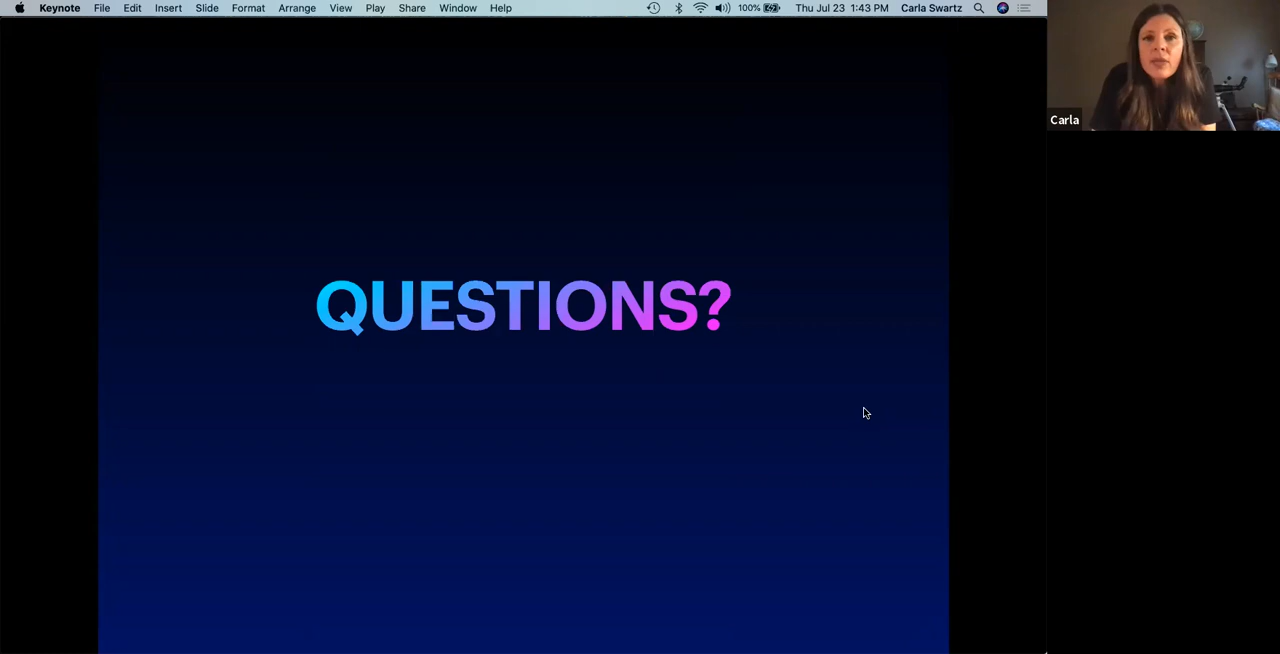 Keynote File Edit Insert Slide Format Arrange View Play Share Window Help 100% Thu Jul 23 1:43 PM Carla Swartz
Carla
QUESTIONS?